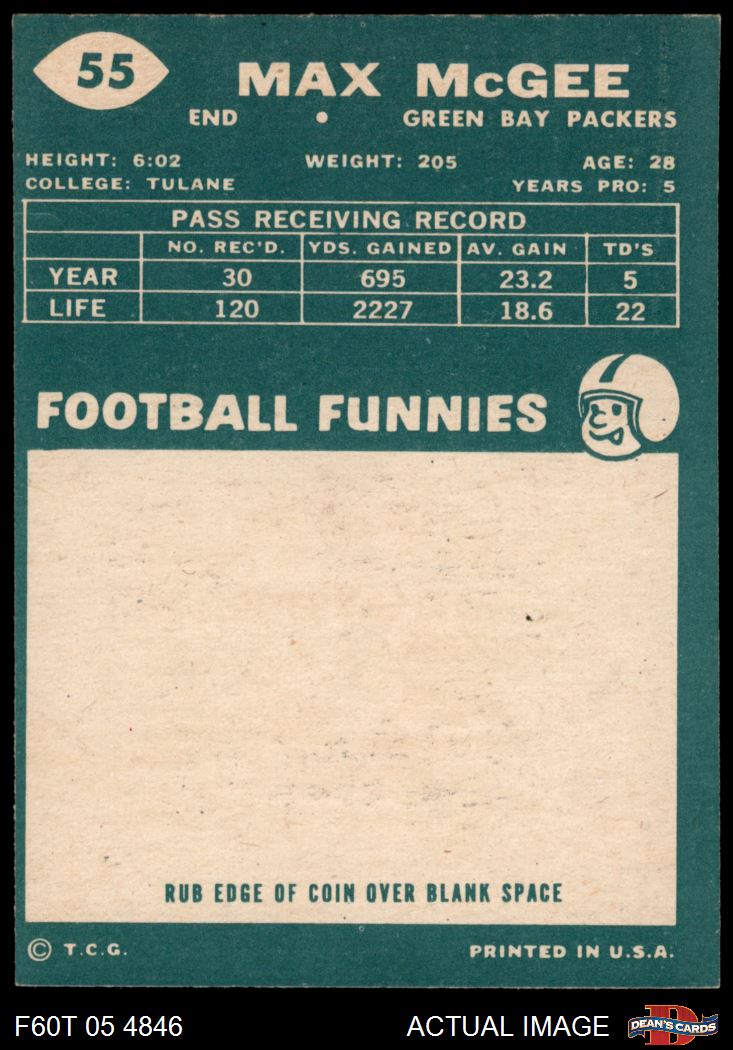 55
MAX McGEE
END • GREEN BAY PACKERS
HEIGHT: 6:02 WEIGHT: 205 AGE: 28
COLLEGE: TULANE YEARS PRO: 5
PASS RECEIVING RECORD
NO. REC'D. YDS. GAINED AV. GAIN TD'S
YEAR 30 695 23.2 5
LIFE 120 2227 18.6 22
FOOTBALL FUNNIES
RUB EDGE OF COIN OVER BLANK SPACE
© T.C.G. PRINTED IN U.S.A.
F60T 05 4846 ACTUAL IMAGE DEAN'S CARDS